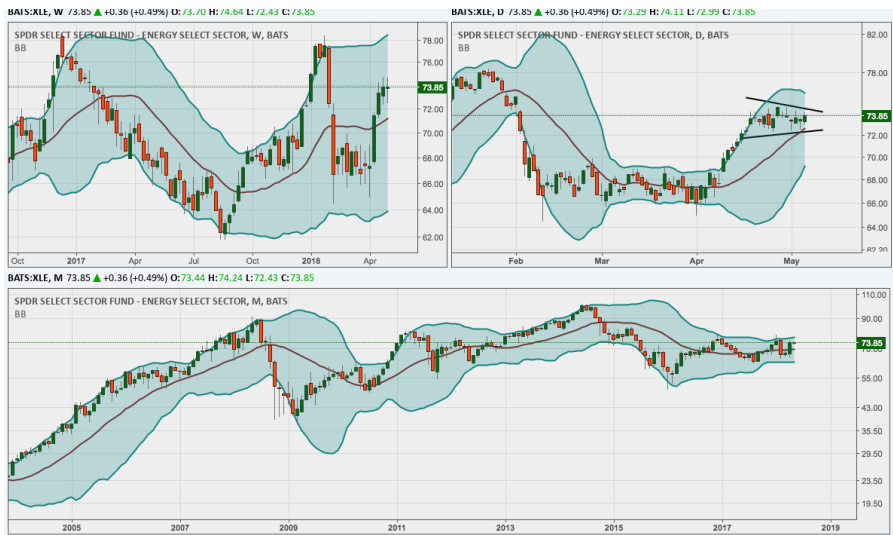 BATS:XLE, W 73.85 ▲ +0.36 (+0.49%) O:73.70 H:74.64 L:72.43 C:73.85
SPDR SELECT SECTOR FUND - ENERGY SELECT SECTOR, W, BATS
BB
78.00
73.85
72.00
70.00
68.00
66.00
64.00
62.00
Oct 2017 Apr Jul Oct 2018 Apr
BATS:XLE, D 73.85 ▲ +0.36 (+0.49%) O:73.29 H:74.11 L:72.99 C:73.85
SPDR SELECT SECTOR FUND - ENERGY SELECT SECTOR, D, BATS
BB
82.00
78.00
73.85
72.00
70.00
68.00
66.00
64.00
62.20
Feb Mar Apr May
BATS:XLE, M 73.85 ▲ +0.36 (+0.49%) O:73.44 H:74.24 L:72.43 C:73.85
SPDR SELECT SECTOR FUND - ENERGY SELECT SECTOR, M, BATS
BB
110.00
90.00
73.85
70.00
55.00
43.00
35.50
29.50
23.50
19.50
2005 2007 2009 2011 2013 2015 2017 2019